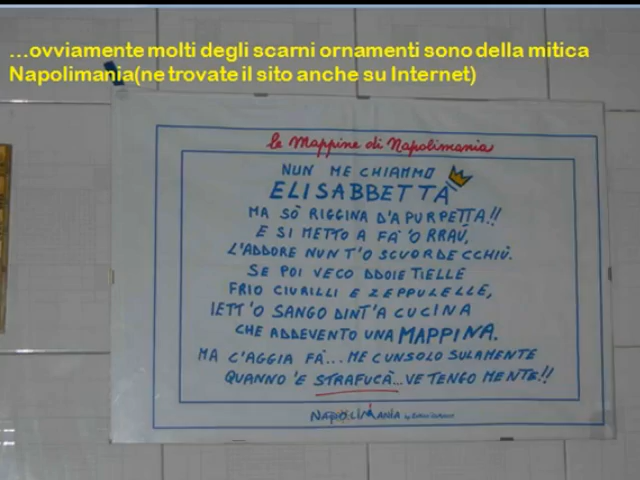 ...ovviamente molti degli scarni ornamenti sono della mitica
Napolimania(ne trovate il sito anche su Internet)
le Mappine di Napolimania
NUN ME CHIAMMO
ELISABBETTA
MA SÒ RIGGINA D'A PURPETTA!!
E SI METTO A FÀ 'O RRAÙ,
L'ADDORE NUN T'O SCUORDE CCHIÙ.
SE POI VECO DDOIE TIELLE
FRIO CIURILLI E ZEPPULELLE,
IETT'O SANGO DINT'A CUCINA
CHE ADDEVENTO UNA MAPPINA.
MA C'AGGIA FÀ... ME CUNSOLO SULAMENTE
QUANNO 'E STRAFUCÀ... VE TENGO MENTE!!
NAPOLIMANIA by